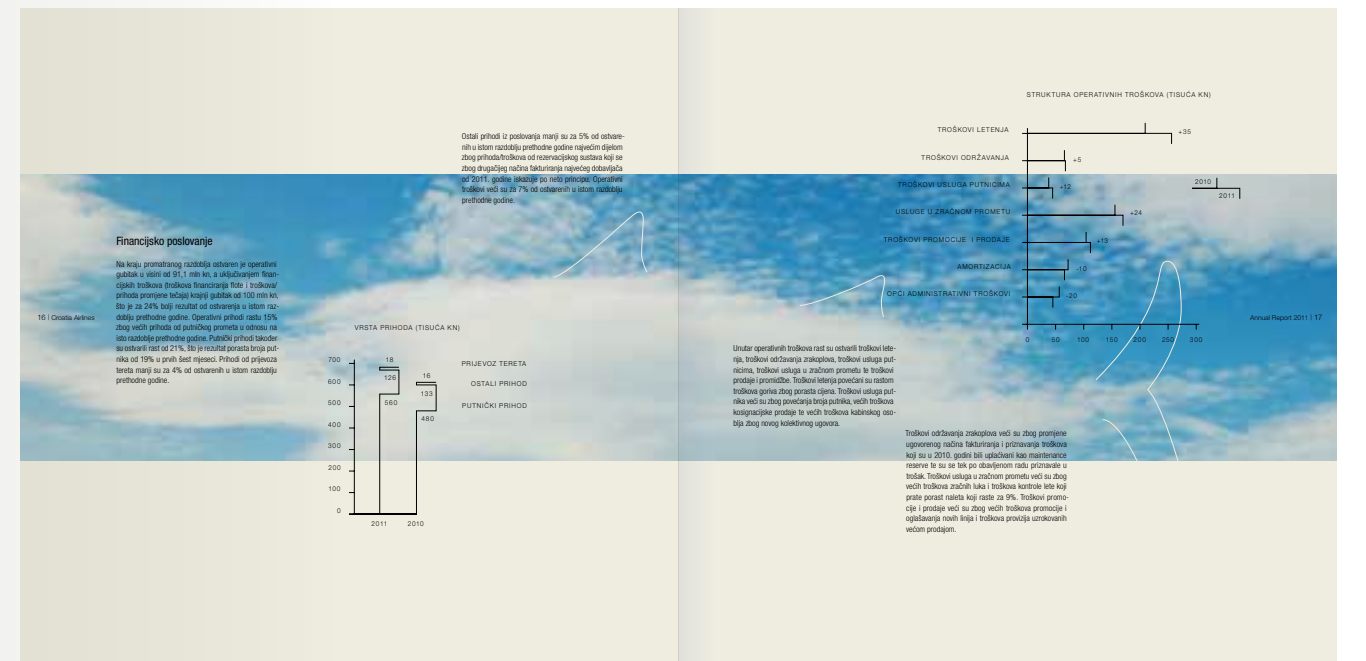 Ostali prihodi iz poslovanja manji su za 5% od ostvare-
nih u istom razdoblju prethodne godine najvećim dijelom
zbog prihoda/troškova od rezervacijskog sustava koji se
zbog drugačijeg načina fakturiranja najvećeg dobavljača
od 2011. godine iskazuje po neto principu. Operativni
troškovi veći su za 7% od ostvarenih u istom razdoblju
prethodne godine.
Financijsko poslovanje
Na kraju promatranog razdoblja ostvaren je operativni
gubitak u visini od 91,1 mln kn, a uključivanjem finan-
cijskih troškova (troškova financiranja flote i troškova/
prihoda promjene tečaja) krajnji gubitak od 100 mln kn,
što je za 24% bolji rezultat od ostvarenja u istom raz-
doblju prethodne godine. Operativni prihodi rastu 15%
zbog većih prihoda od putničkog prometa u odnosu na
isto razdoblje prethodne godine. Putnički prihodi također
su ostvarili rast od 21%, što je rezultat porasta broja put-
nika od 19% u prvih šest mjeseci. Prihodi od prijevoza
tereta manji su za 4% od ostvarenih u istom razdoblju
prethodne godine.
16 | Croatia Airlines
VRSTA PRIHODA (TISUĆA KN)
700
600
500
400
300
200
100
0
18
126
560
16
133
480
PRIJEVOZ TERETA
OSTALI PRIHOD
PUTNIČKI PRIHOD
2011
2010
STRUKTURA OPERATIVNIH TROŠKOVA (TISUĆA KN)
TROŠKOVI LETENJA +35
TROŠKOVI ODRŽAVANJA +5
TROŠKOVI USLUGA PUTNICIMA +12
USLUGE U ZRAČNOM PROMETU +24
TROŠKOVI PROMOCIJE I PRODAJE +13
AMORTIZACIJA -10
OPĆI ADMINISTRATIVNI TROŠKOVI -20
2010
2011
0 50 100 150 200 250 300
Annual Report 2011 | 17
Unutar operativnih troškova rast su ostvarili troškovi lete-
nja, troškovi održavanja zrakoplova, troškovi usluga put-
nicima, troškovi usluga u zračnom prometu te troškovi
prodaje i promidžbe. Troškovi letenja povećani su rastom
troškova goriva zbog porasta cijena. Troškovi usluga put-
nika veći su zbog povećanja broja putnika, većih troškova
kosignacijske prodaje te većih troškova kabinskog oso-
blja zbog novog kolektivnog ugovora.
Troškovi održavanja zrakoplova veći su zbog promjene
ugovorenog načina fakturiranja i priznavanja troškova
koji su u 2010. godini bili uplaćivani kao maintenance
reserve te su se tek po obavljenom radu priznavale u
trošak. Troškovi usluga u zračnom prometu veći su zbog
većih troškova zračnih luka i troškova kontrole lete koji
prate porast naleta koji raste za 9%. Troškovi promo-
cije i prodaje veći su zbog većih troškova promocije i
oglašavanja novih linija i troškova provizija uzrokovanih
većom prodajom.